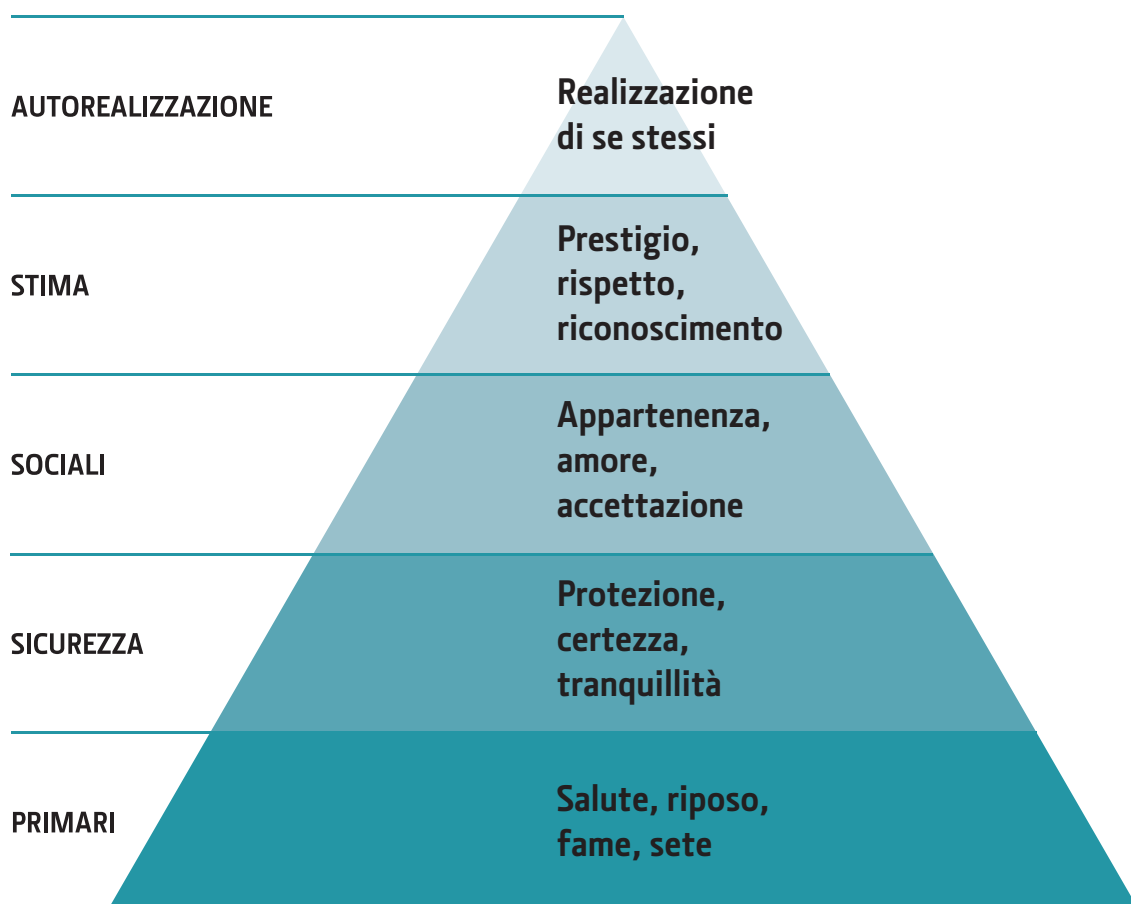 AUTOREALIZZAZIONE
Realizzazione
di se stessi
STIMA
Prestigio,
rispetto,
riconoscimento
SOCIALI
Appartenenza,
amore,
accettazione
SICUREZZA
Protezione,
certezza,
tranquillità
PRIMARI
Salute, riposo,
fame, sete